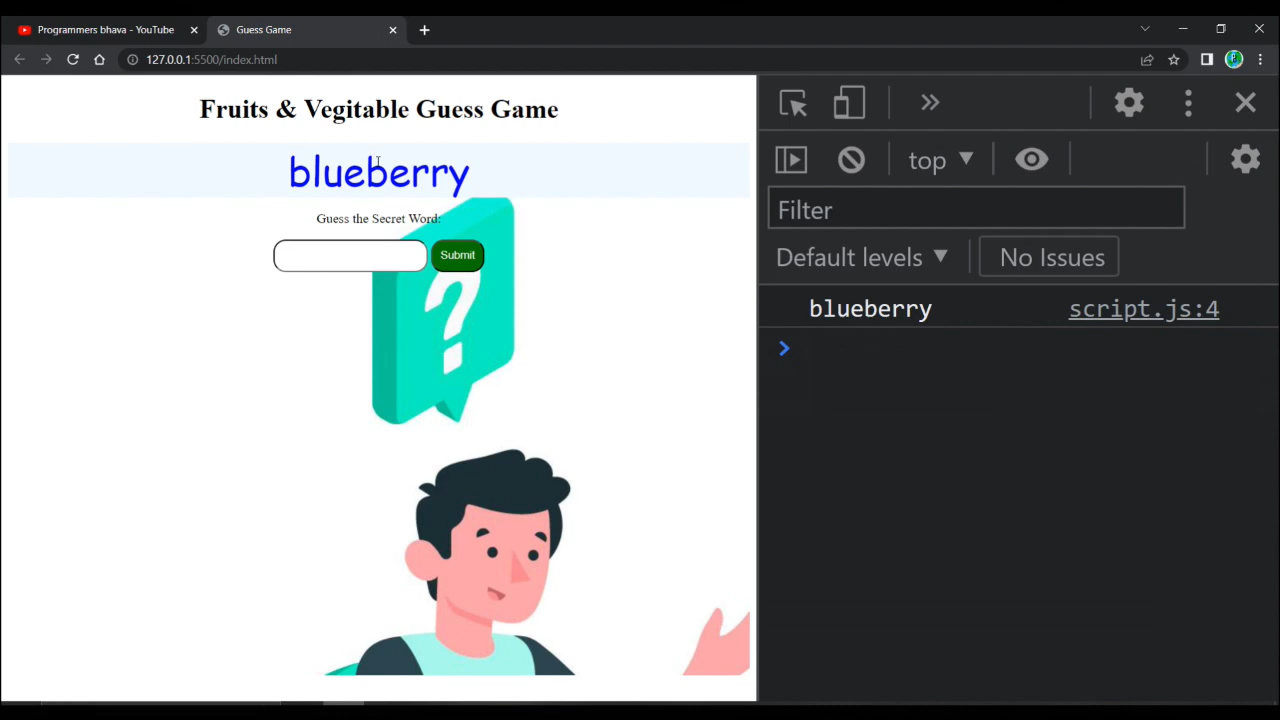 Programmers bhava - YouTube
Guess Game
127.0.0.1:5500/index.html
Fruits & Vegitable Guess Game
blueberry
Guess the Secret Word:
Submit
?
top
Filter
Default levels
No Issues
blueberry script.js:4